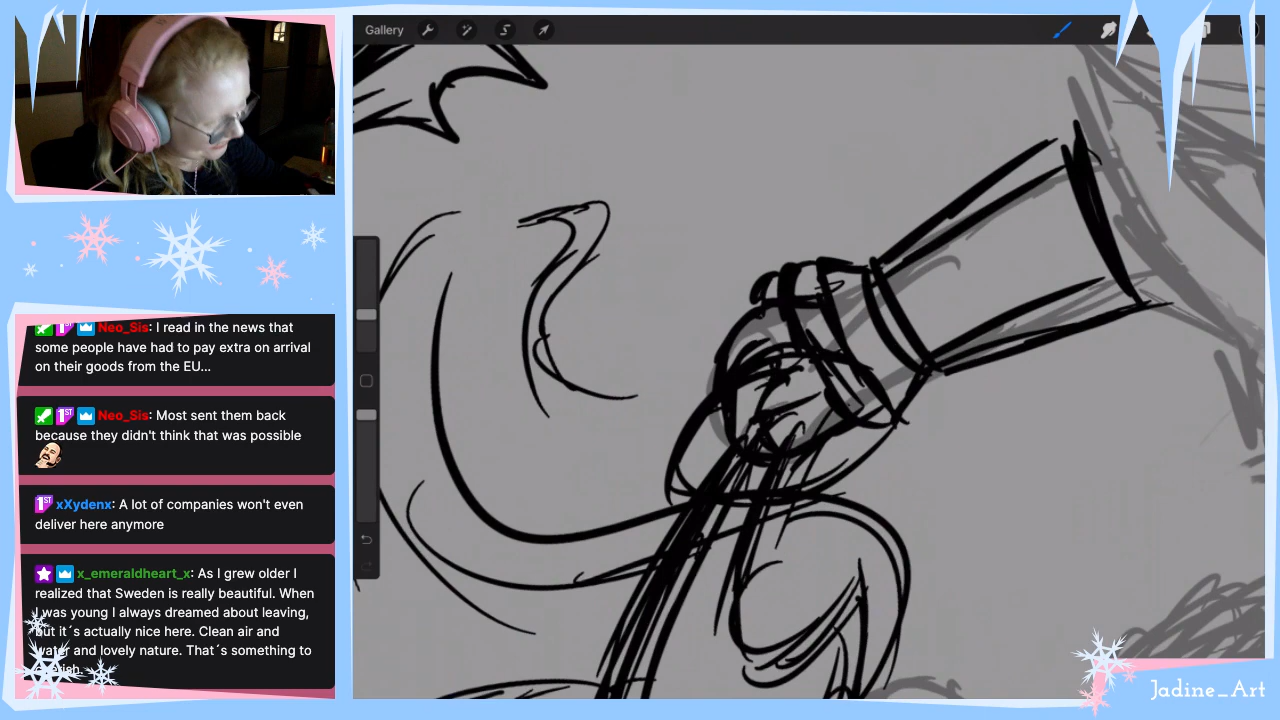 Gallery
Neo_Sis: I read in the news that
some people have had to pay extra on arrival
on their goods from the EU...
1ST Neo_Sis: Most sent them back
because they didn't think that was possible
1ST xXydenx: A lot of companies won't even
deliver here anymore
x_emeraldheart_x: As I grew older I
realized that Sweden is really beautiful. When
I was young I always dreamed about leaving,
but it´s actually nice here. Clean air and
water and lovely nature. That´s something to
Jadine_Art